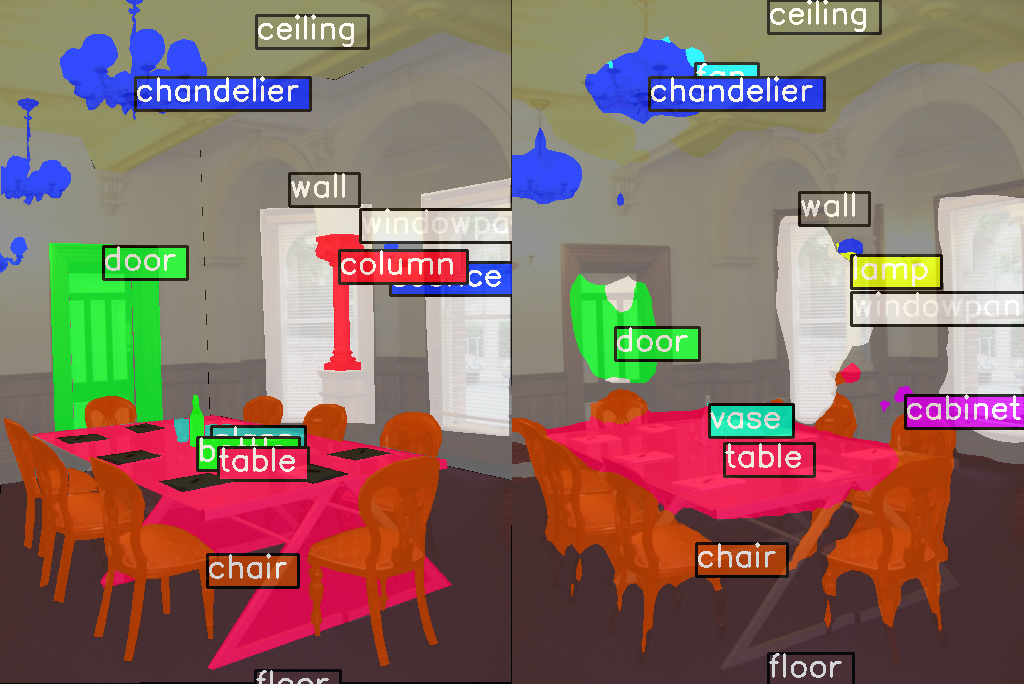 ceiling
chandelier
wall
windowpa
door
column
table
chair
floor
ceiling
fan
chandelier
wall
lamp
windowpan
door
cabinet
vase
table
chair
floor